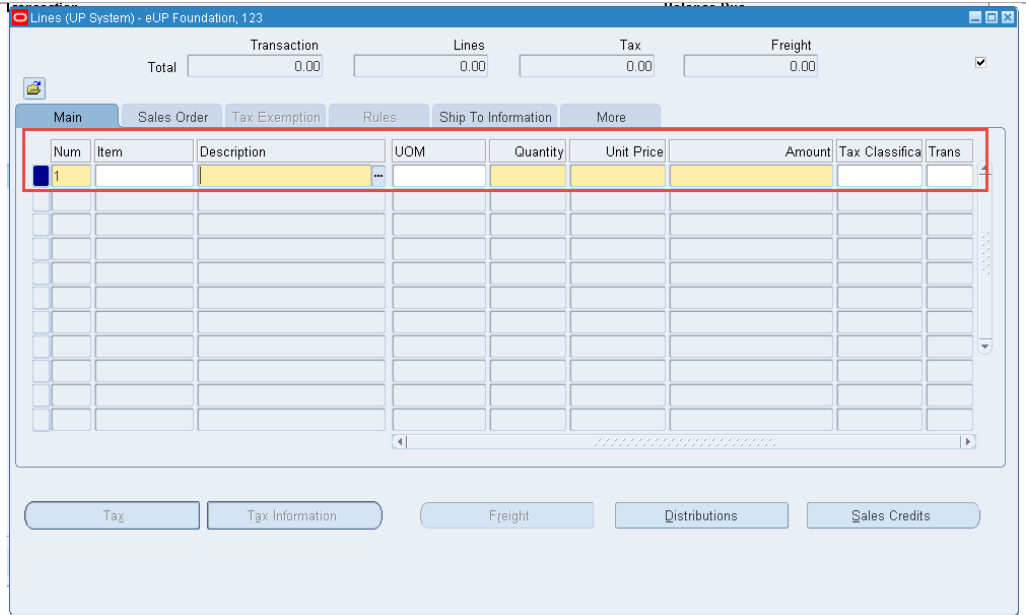 Lines (UP System) - eUP Foundation, 123
Transaction Lines Tax Freight
Total 0.00 0.00 0.00 0.00
Main Sales Order Tax Exemption Rules Ship To Information More
Num Item Description UOM Quantity Unit Price Amount Tax Classifica Trans
1
Tax Tax Information Freight Distributions Sales Credits